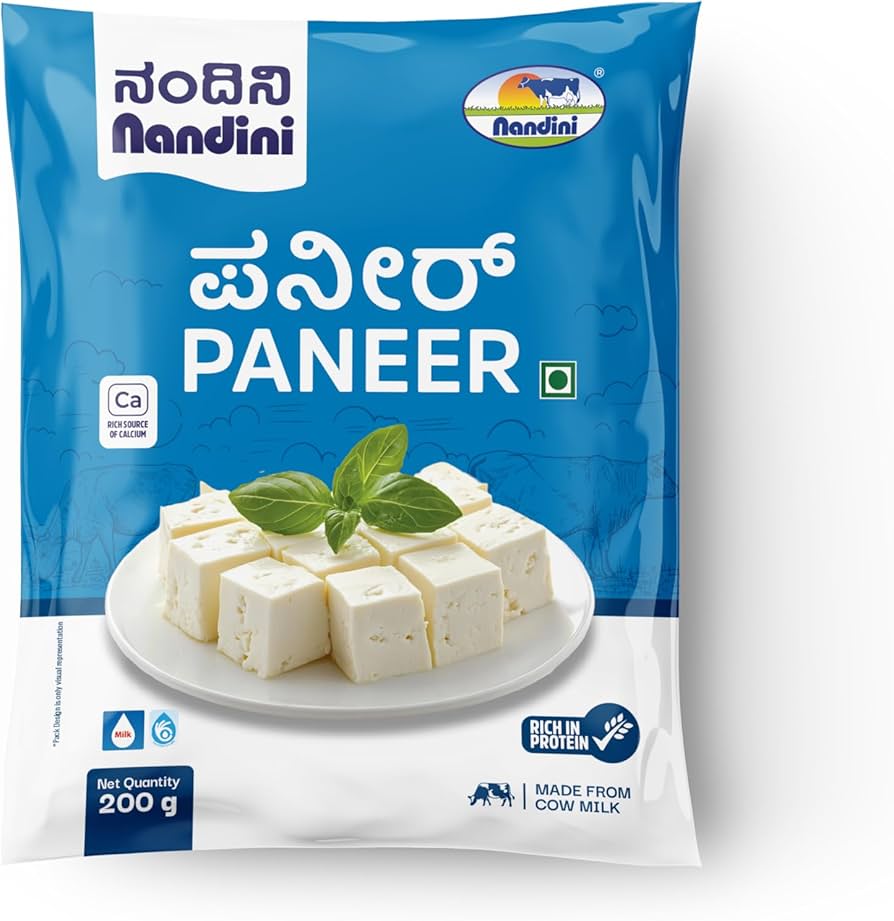 ನಂದಿನಿ
Nandini
®
Nandini
ಪನೀರ್
PANEER
Ca
RICH SOURCE
OF CALCIUM
*Pack Design is only visual representation
Milk
RICH IN
PROTEIN
Net Quantity
200 g
MADE FROM
COW MILK